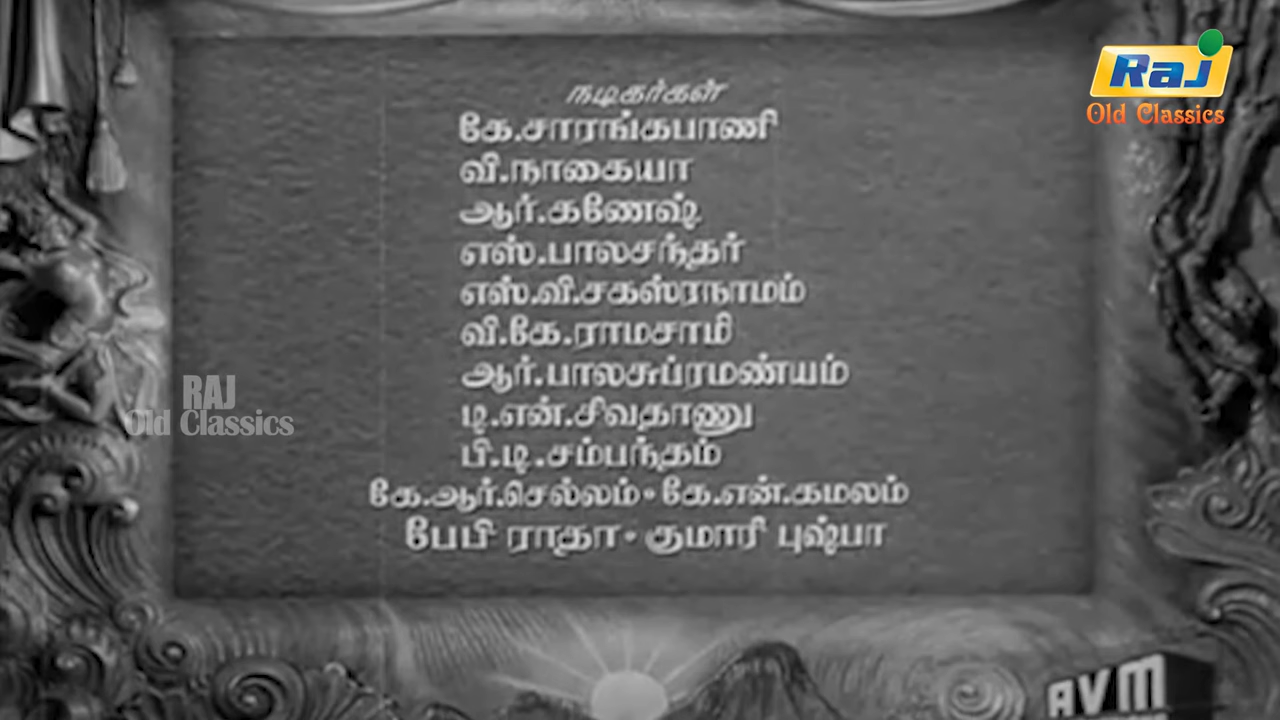 நடிகர்கள்
கே.சாரங்கபாணி
வீ.நாகையா
ஆர்.கணேஷ்
எஸ்.பாலசந்தர்
எஸ்.வி.சகஸ்ரநாமம்
வீ.கே.ராமசாமி
ஆர்.பாலசுப்ரமண்யம்
டி.என்.சிவதாணு
பி.டி.சம்பந்தம்
கே.ஆர்.செல்லம்• கே.என்.கமலம்
பேபி ராதா• குமாரி புஷ்பா
Raj
Old Classics
RAJ
Old Classics
AVM